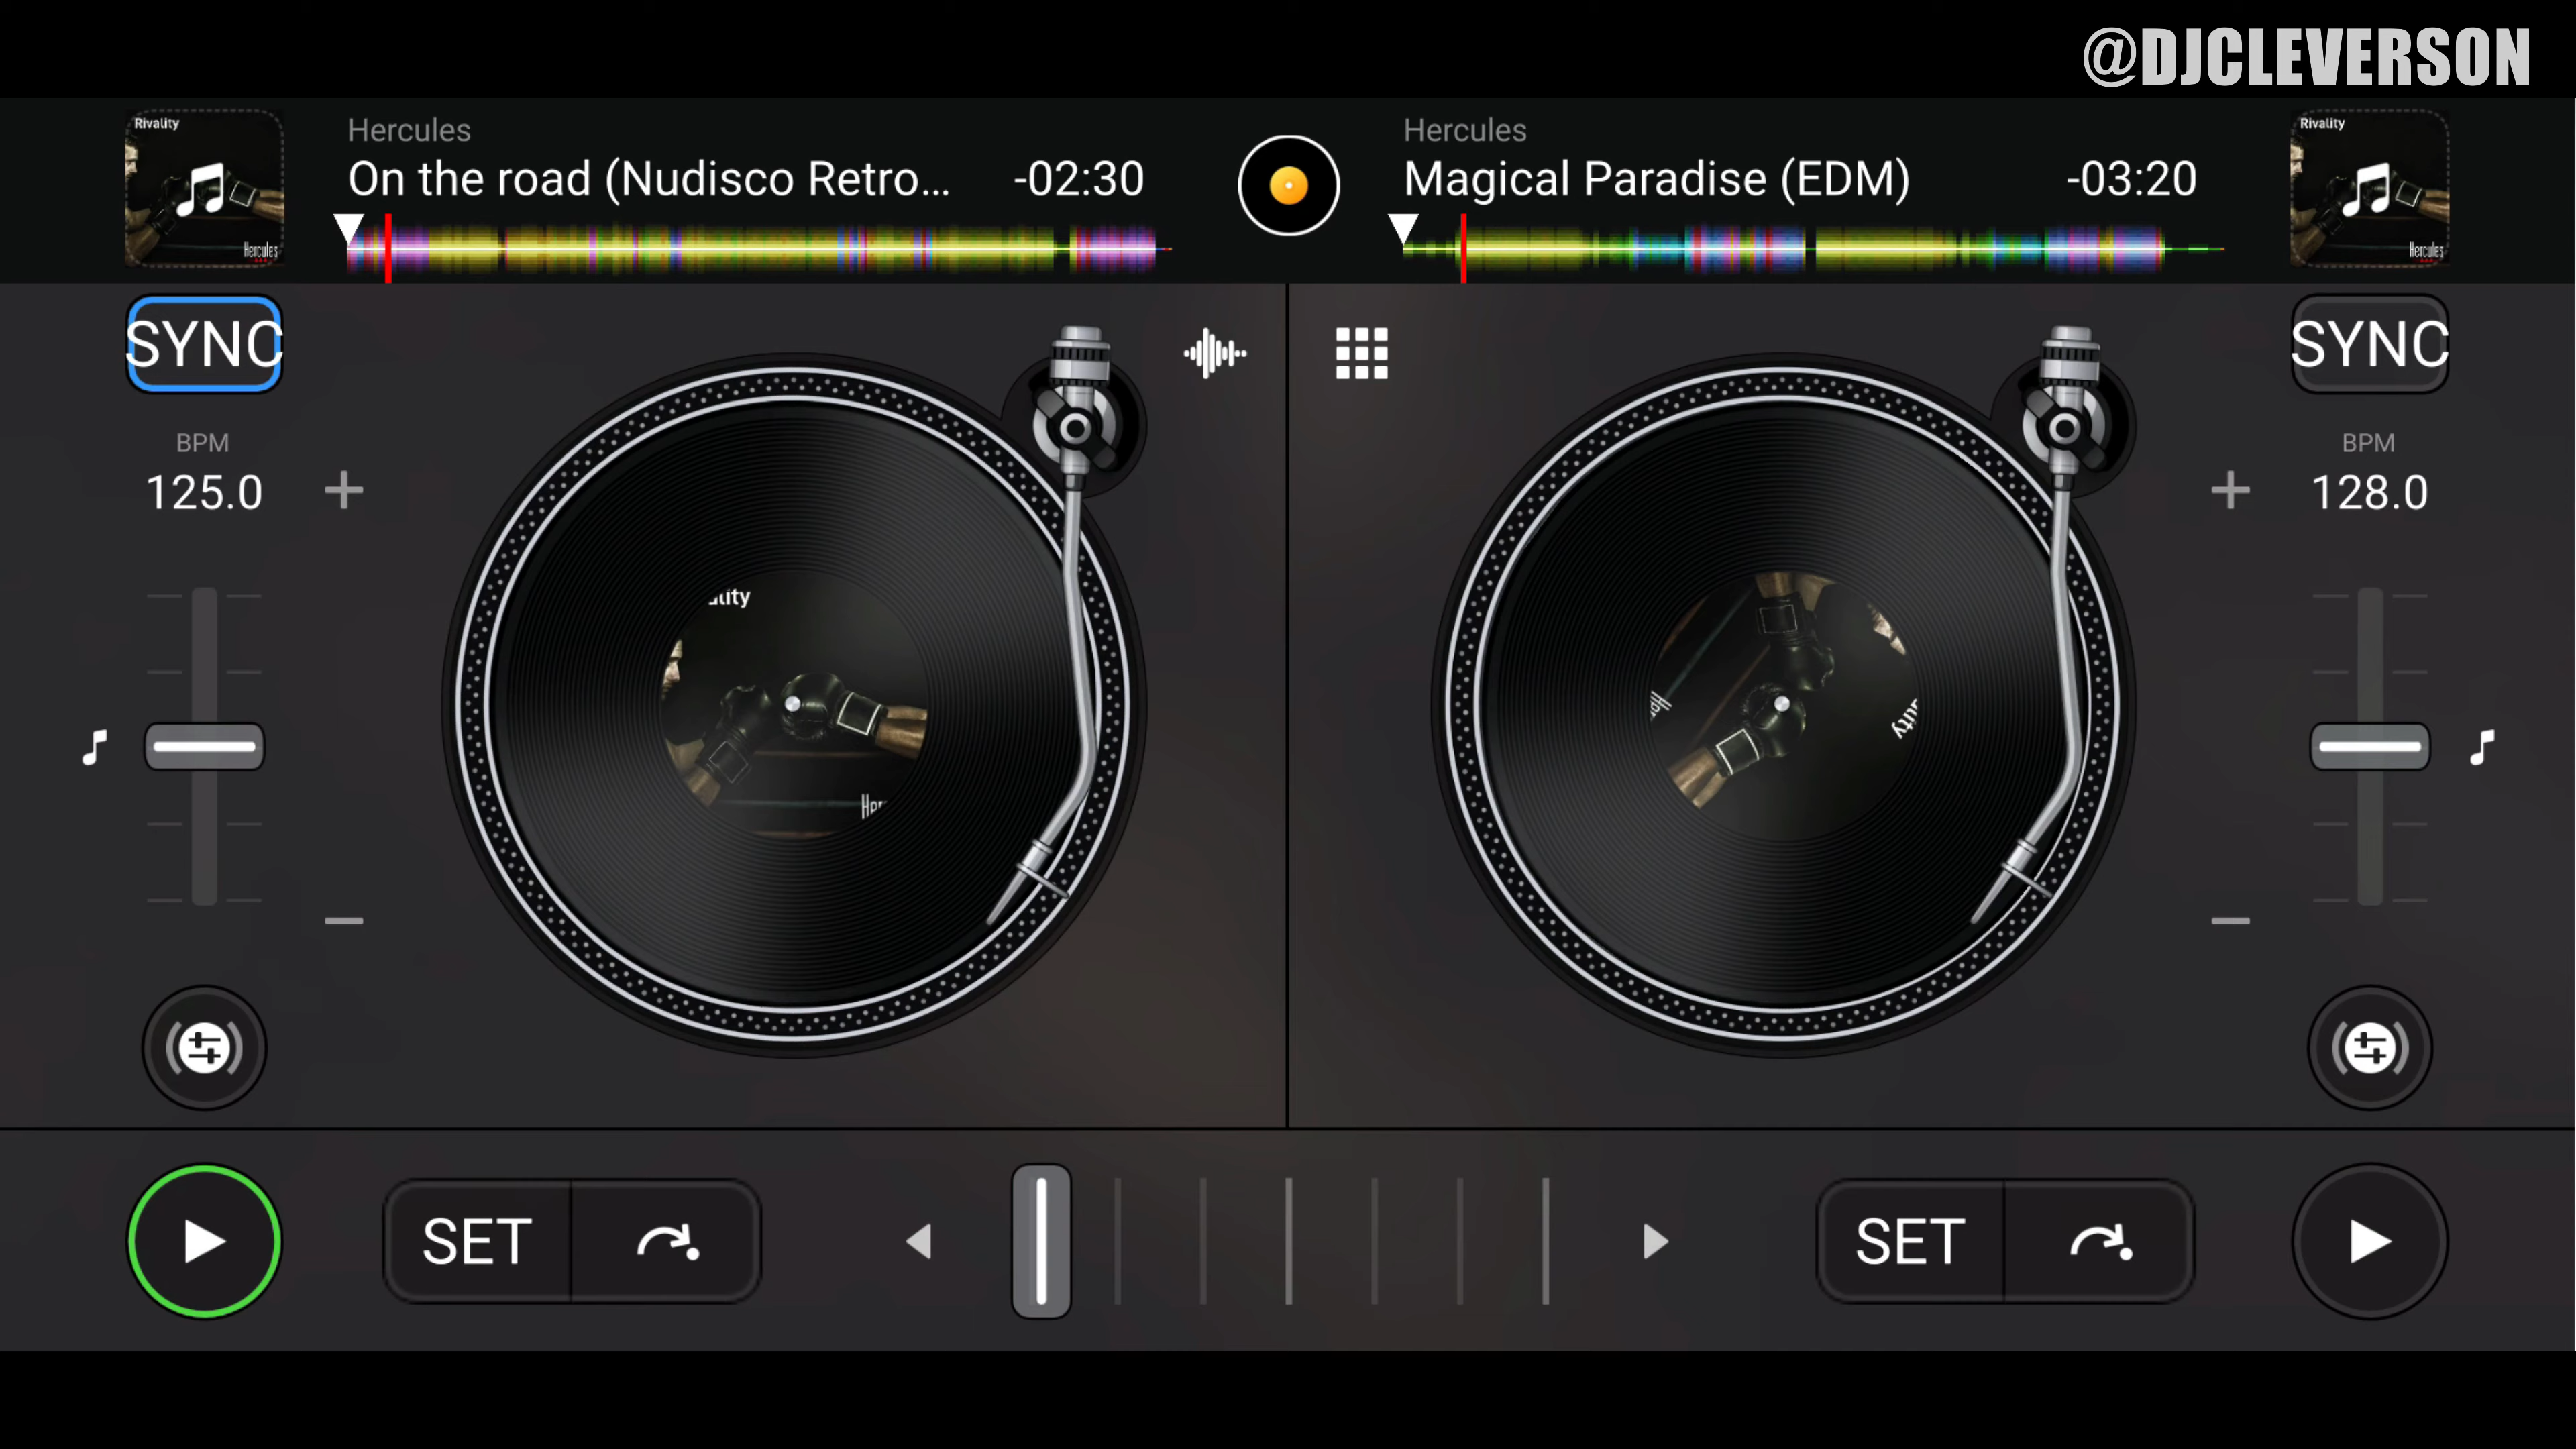 @DJCLEVERSON
Rivality
Hercules
Hercules
On the road (Nudisco Retro...
-02:30
Hercules
Magical Paradise (EDM)
-03:20
Rivality
Hercules
SYNC
SYNC
BPM
125.0
BPM
128.0
SET
SET